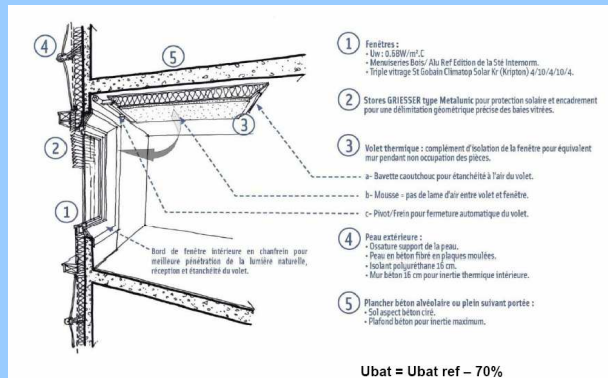 1 Fenêtres :
• Uw : 0.68W/m².C
• Menuiseries Bois/ Alu Ref Edition de la Sté Internorm.
• Triple vitrage St Gobain Climatop Solar Kr (Kripton) 4/10/4/10/4.
2 Stores GRIESSER type Metalunic pour protection solaire et encadrement
pour une délimitation géométrique précise des baies vitrées.
3 Volet thermique : complément d'isolation de la fenêtre pour équivalent
mur pendant non occupation des pièces.
a- Bavette caoutchouc pour étanchéité à l'air du volet.
b- Mousse = pas de lame d'air entre volet et fenêtre.
c- Pivot/Frein pour fermeture automatique du volet.
4 Peau extérieure :
• Ossature support de la peau.
• Peau en béton fibré en plaques moulées.
• Isolant polyuréthane 16 cm.
• Mur béton 16 cm pour inertie thermique intérieure.
5 Plancher béton alvéolaire ou plein suivant portée :
• Sol aspect béton ciré.
• Plafond béton pour inertie maximum.
4
5
3
2
1
Bord de fenêtre intérieure en chanfrein pour
meilleure pénétration de la lumière naturelle,
réception et étanchéité du volet.
Ubat = Ubat ref – 70%